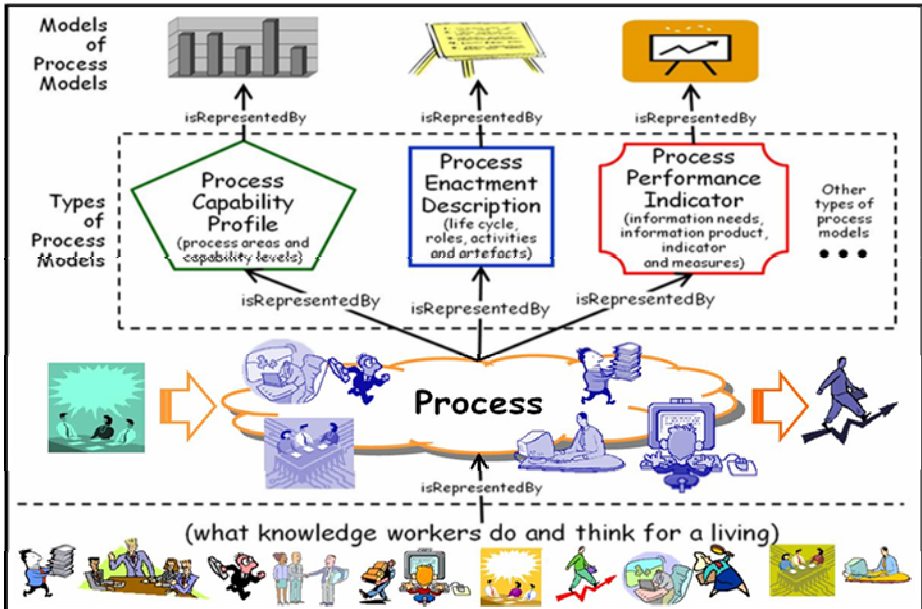 Models
of
Process
Models
isRepresentedBy
isRepresentedBy
isRepresentedBy
Types
of
Process
Models
Process
Capability
Profile
(process areas and
capability levels)
Process
Enactment
Description
(life cycle,
roles, activities
and artefacts)
Process
Performance
Indicator
(information needs,
information product,
indicator
and measures)
Other
types of
process
models
isRepresentedBy
isRepresentedBy
isRepresentedBy
Process
isRepresentedBy
(what knowledge workers do and think for a living)